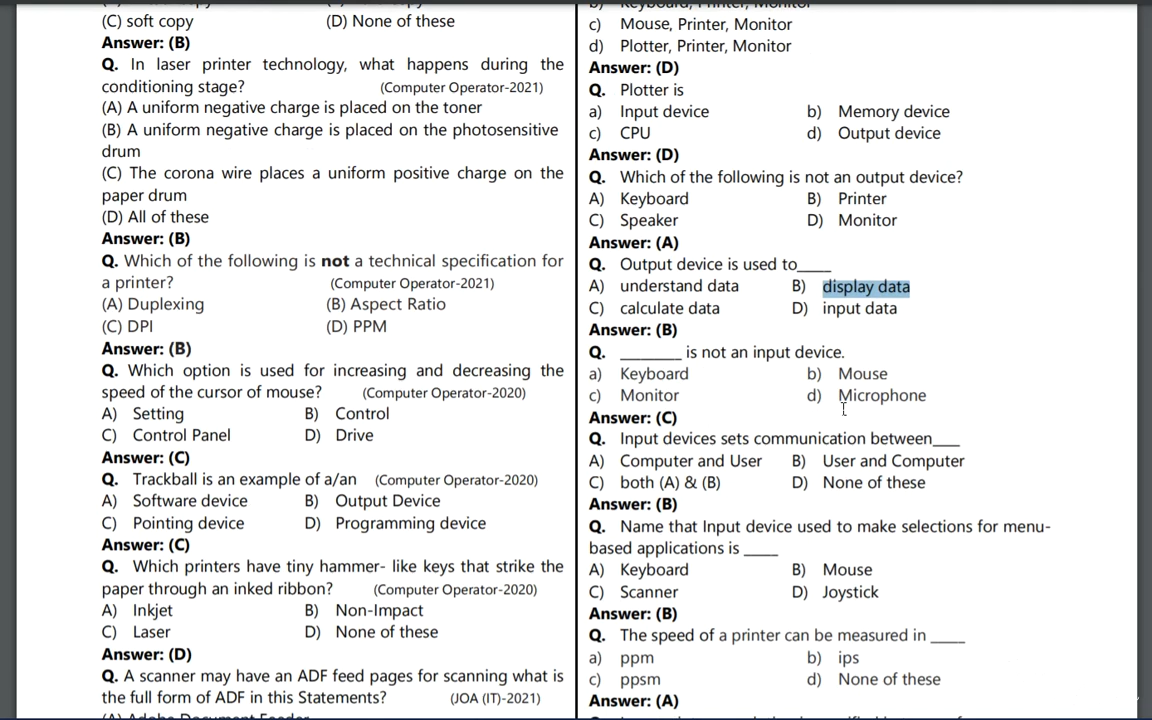 (C) soft copy (D) None of these
Answer: (B)
Q. In laser printer technology, what happens during the
conditioning stage? (Computer Operator-2021)
(A) A uniform negative charge is placed on the toner
(B) A uniform negative charge is placed on the photosensitive
drum
(C) The corona wire places a uniform positive charge on the
paper drum
(D) All of these
Answer: (B)
Q. Which of the following is not a technical specification for
a printer? (Computer Operator-2021)
(A) Duplexing (B) Aspect Ratio
(C) DPI (D) PPM
Answer: (B)
Q. Which option is used for increasing and decreasing the
speed of the cursor of mouse? (Computer Operator-2020)
A) Setting B) Control
C) Control Panel D) Drive
Answer: (C)
Q. Trackball is an example of a/an (Computer Operator-2020)
A) Software device B) Output Device
C) Pointing device D) Programming device
Answer: (C)
Q. Which printers have tiny hammer- like keys that strike the
paper through an inked ribbon? (Computer Operator-2020)
A) Inkjet B) Non-Impact
C) Laser D) None of these
Answer: (D)
Q. A scanner may have an ADF feed pages for scanning what is
the full form of ADF in this Statements? (JOA (IT)-2021)
b) Keyboard, Printer, Monitor
c) Mouse, Printer, Monitor
d) Plotter, Printer, Monitor
Answer: (D)
Q. Plotter is
a) Input device b) Memory device
c) CPU d) Output device
Answer: (D)
Q. Which of the following is not an output device?
A) Keyboard B) Printer
C) Speaker D) Monitor
Answer: (A)
Q. Output device is used to____
A) understand data B) display data
C) calculate data D) input data
Answer: (B)
Q. ________ is not an input device.
a) Keyboard b) Mouse
c) Monitor d) Microphone
Answer: (C)
Q. Input devices sets communication between___
A) Computer and User B) User and Computer
C) both (A) & (B) D) None of these
Answer: (B)
Q. Name that Input device used to make selections for menu-
based applications is ____
A) Keyboard B) Mouse
C) Scanner D) Joystick
Answer: (B)
Q. The speed of a printer can be measured in ____
a) ppm b) ips
c) ppsm d) None of these
Answer: (A)